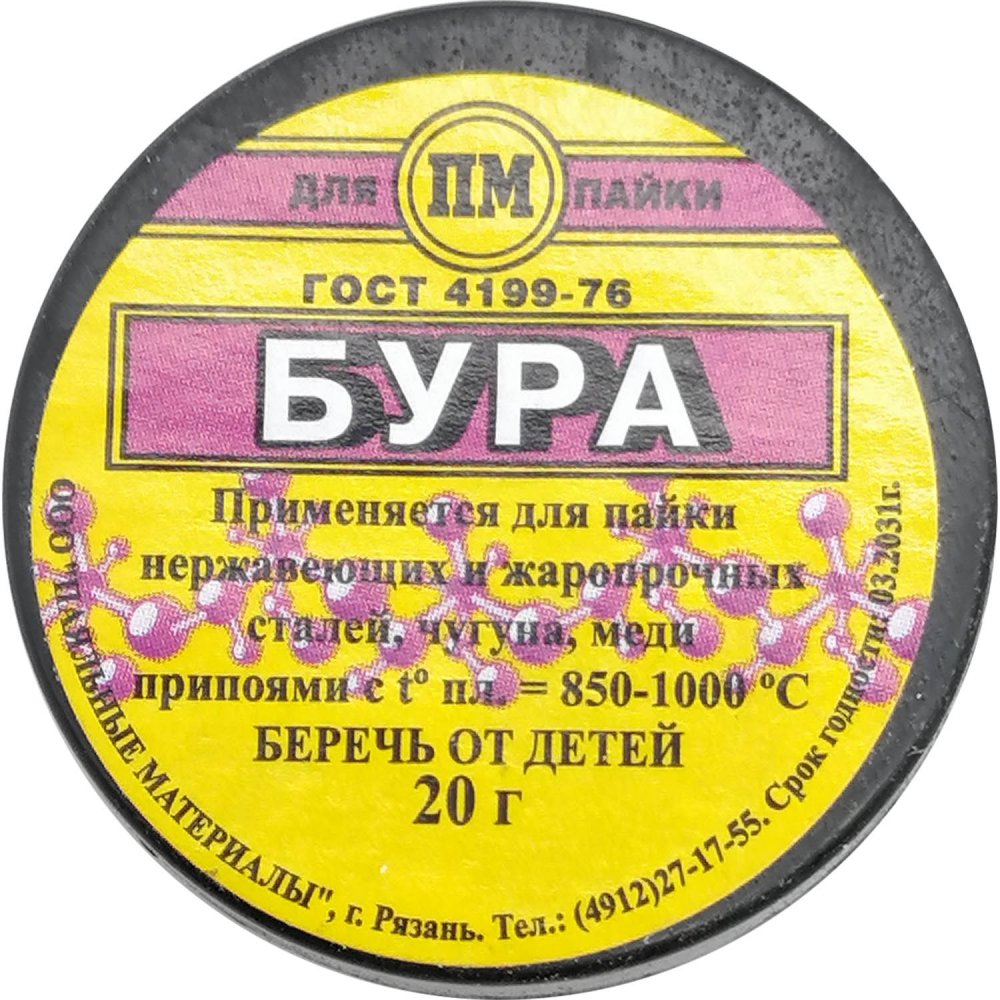 ДЛЯ ПМ ПАЙКИ
ГОСТ 4199-76
БУРА
Применяется для пайки
нержавеющих и жаропрочных
сталей, чугуна, меди
припоями с t° пл. = 850-1000 °С
БЕРЕЧЬ ОТ ДЕТЕЙ
20 г
ООО "ПАЯЛЬНЫЕ МАТЕРИАЛЫ", г. Рязань. Тел.: (4912)27-17-55. Срок годности: 03.2031г.